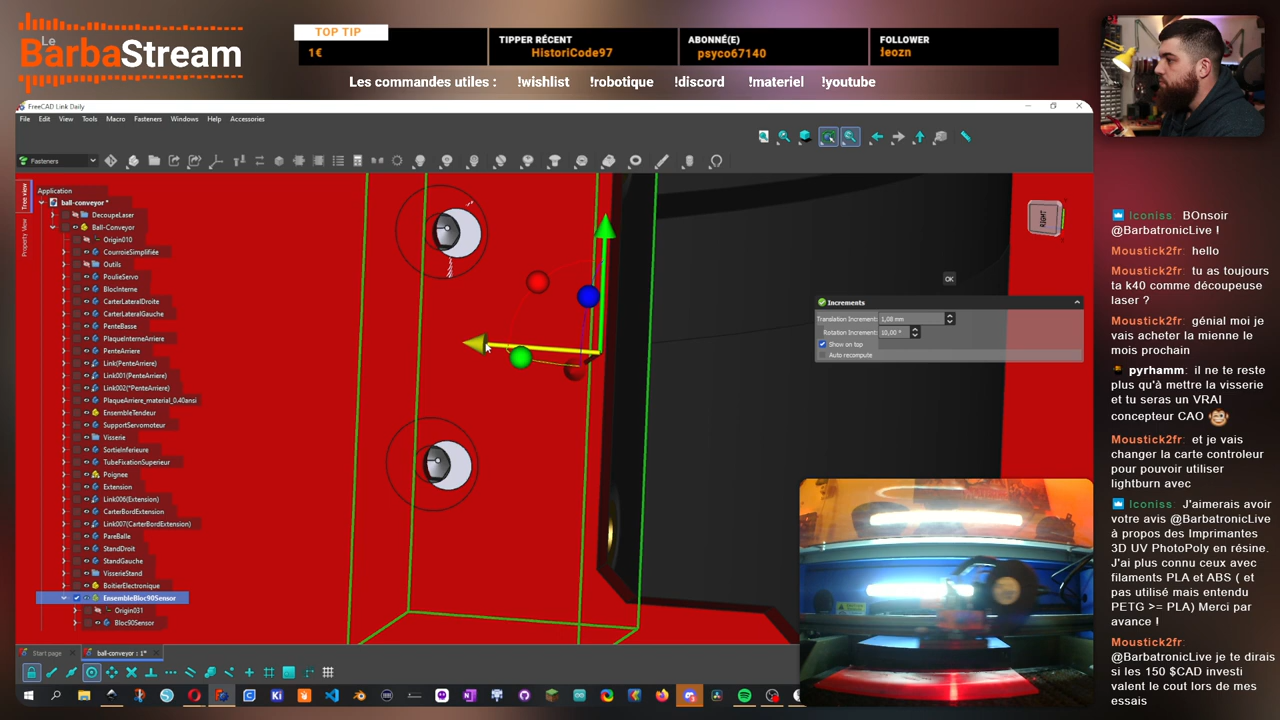 Le
BarbaStream
TOP TIP
1€
TIPPER RÉCENT
HistoriCode97
ABONNÉ(E)
psyco67140
FOLLOWER
Les commandes utiles : !wishlist !robotique !discord !materiel !youtube
FreeCAD Link Daily
File Edit View Tools Macro Fasteners Windows Help Accessories
Fasteners
Tree view
Property View
Application
ball-conveyor *
DecoupeLaser
Ball-Conveyor
Origin010
CourroieSimplifiée
Outils
PoulieServo
BlocInterne
CarterLateralDroite
CarterLateralGauche
PenteBasse
PlaqueInterneArriere
PenteArriere
Link(PenteArriere)
Link001(PenteArriere)
Link002(*PenteArriere)
PlaqueArriere_material_0.40ansi
EnsembleTendeur
SupportServomoteur
Visserie
SortieInferieure
TubeFixationSuperieur
Poignee
Extension
Link006(Extension)
CarterBordExtension
Link007(CarterBordExtension)
PareBalle
StandDroit
StandGauche
VisserieStand
BoitierElectronique
EnsembleBloc90Sensor
Origin031
Bloc90Sensor
RIGHT
OK
Increments
Translation Increment: 1,08 mm
Rotation Increment: 10,00 °
Show on top
Auto recompute
Start page
ball-conveyor : 1*
Iconiss: BOnsoir
@BarbatronicLive !
Moustick2fr: hello
Moustick2fr: tu as toujours
ta k40 comme découpeuse
laser ?
Moustick2fr: génial moi je
vais acheter la mienne le
mois prochain
pyrhamm: il ne te reste
plus qu'à mettre la visserie
et tu seras un VRAI
concepteur CAO
Moustick2fr: et je vais
changer la carte controleur
pour pouvoir utiliser
lightburn avec
Iconiss: J'aimerais avoir
votre avis @BarbatronicLive
à propos des Imprimantes
3D UV PhotoPoly en résine.
J'ai plus connu ceux avec
filaments PLA et ABS ( et
pas utilisé mais entendu
PETG >= PLA) Merci par
avance !
Moustick2fr:
@BarbatronicLive je te dirais
si les 150 $CAD investi
valent le cout lors de mes
essais